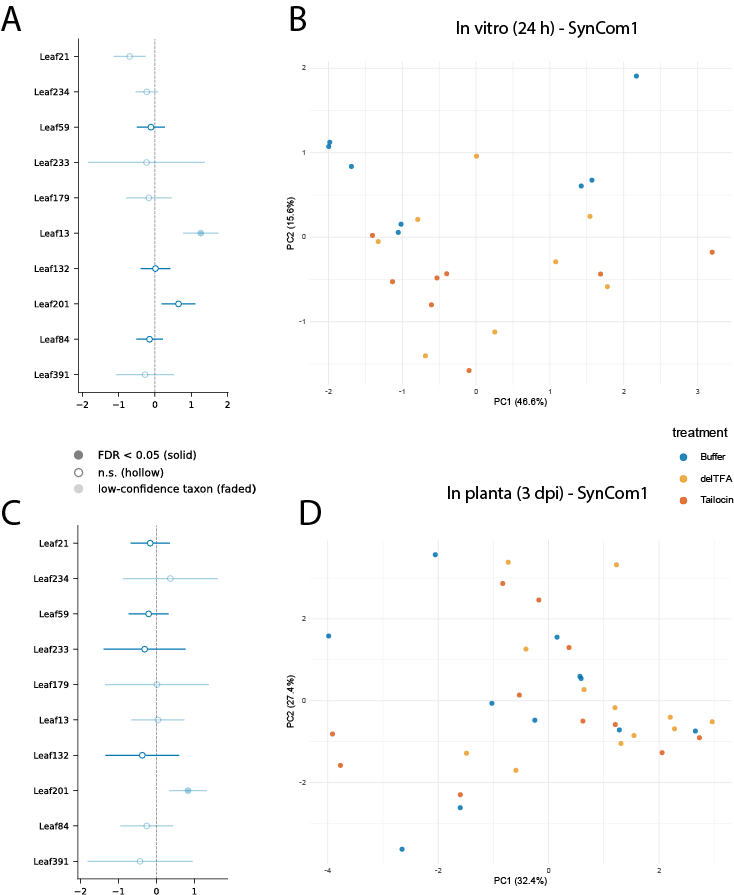 A
Leaf21
Leaf234
Leaf59
Leaf233
Leaf179
Leaf13
Leaf132
Leaf201
Leaf84
Leaf391
−2 −1 0 1 2
B
In vitro (24 h) - SynCom1
2
1
0
-1
PC2 (15.6%)
-2 -1 0 1 2 3
PC1 (46.6%)
FDR < 0.05 (solid)
n.s. (hollow)
low-confidence taxon (faded)
treatment
Buffer
delTFA
Tailocin
C
Leaf21
Leaf234
Leaf59
Leaf233
Leaf179
Leaf13
Leaf132
Leaf201
Leaf84
Leaf391
−2 −1 0 1
D
In planta (3 dpi) - SynCom1
2
0
-2
PC2 (27.4%)
-4 -2 0 2
PC1 (32.4%)